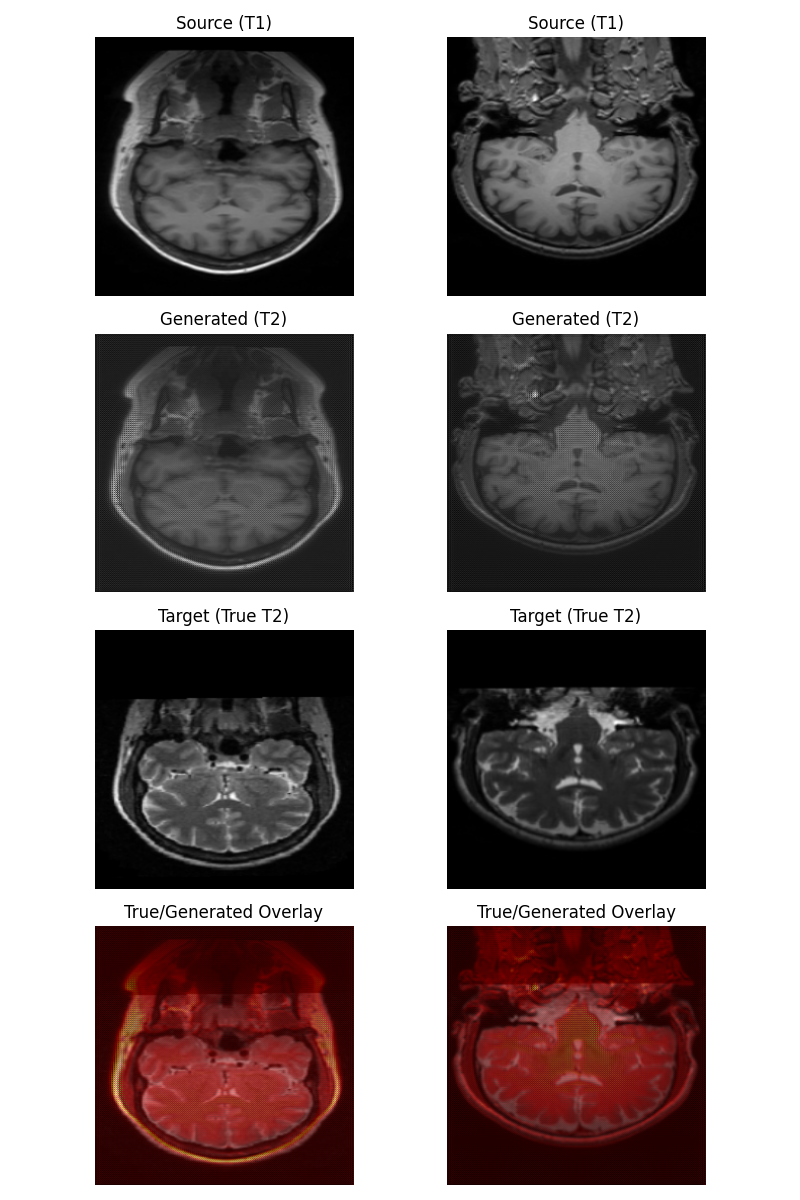 Source (T1)
Source (T1)
Generated (T2)
Generated (T2)
Target (True T2)
Target (True T2)
True/Generated Overlay
True/Generated Overlay